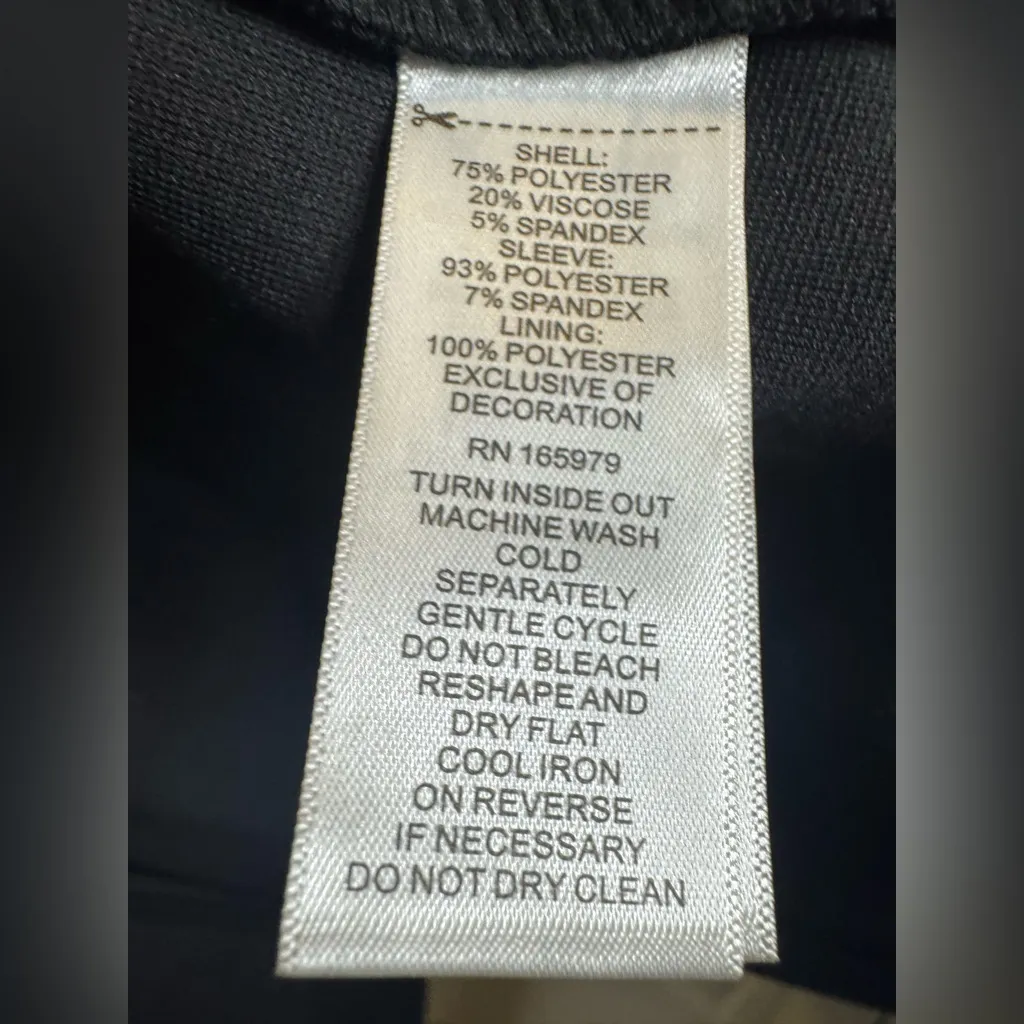 SHELL:
75% POLYESTER
20% VISCOSE
5% SPANDEX
SLEEVE:
93% POLYESTER
7% SPANDEX
LINING:
100% POLYESTER
EXCLUSIVE OF
DECORATION
RN 165979
TURN INSIDE OUT
MACHINE WASH
COLD
SEPARATELY
GENTLE CYCLE
DO NOT BLEACH
RESHAPE AND
DRY FLAT
COOL IRON
ON REVERSE
IF NECESSARY
DO NOT DRY CLEAN